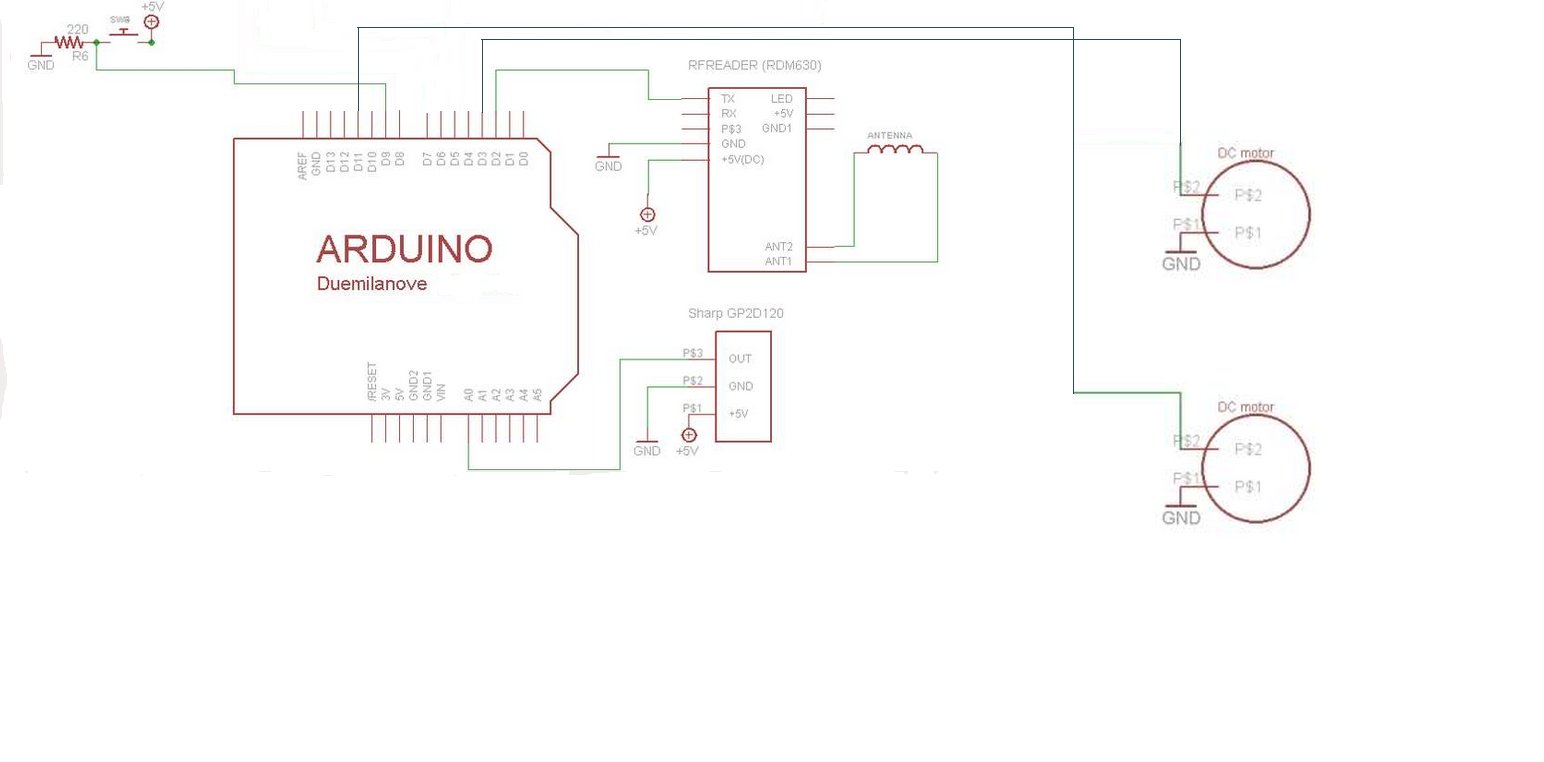 +5V
SW8
220
R6
GND
RFREADER (RDM630)
TX
RX
P$3
GND
+5V(DC)
LED
+5V
GND1
ANT2
ANT1
GND
+5V
ANTENNA
AREF
GND
D13
D12
D11
D10
D9
D8
D7
D6
D5
D4
D3
D2
D1
D0
ARDUINO
Duemilanove
/RESET
3V
5V
GND2
GND1
VIN
A0
A1
A2
A3
A4
A5
Sharp GP2D120
P$3
OUT
P$2
GND
P$1
+5V
GND
+5V
DC motor
P$2
P$2
P$1
P$1
GND
DC motor
P$2
P$2
P$1
P$1
GND